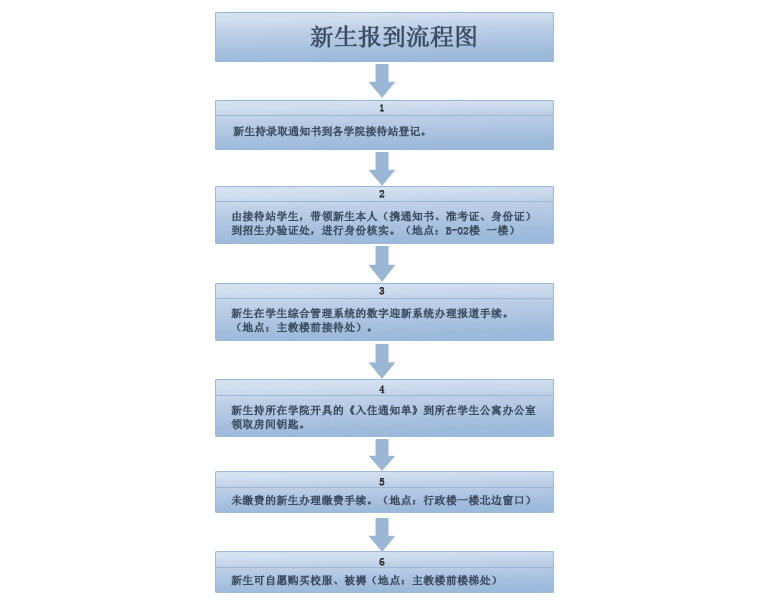 新生报到流程图
1
新生持录取通知书到各学院接待站登记。
2
由接待站学生，带领新生本人（携通知书、准考证、身份证）
到招生办验证处，进行身份核实。（地点：B-02楼 一楼）
3
新生在学生综合管理系统的数字迎新系统办理报道手续。
（地点：主教楼前接待处）。
4
新生持所在学院开具的《入住通知单》到所在学生公寓办公室
领取房间钥匙。
5
未缴费的新生办理缴费手续。（地点：行政楼一楼北边窗口）
6
新生可自愿购买校服、被褥（地点：主教楼前楼梯处）